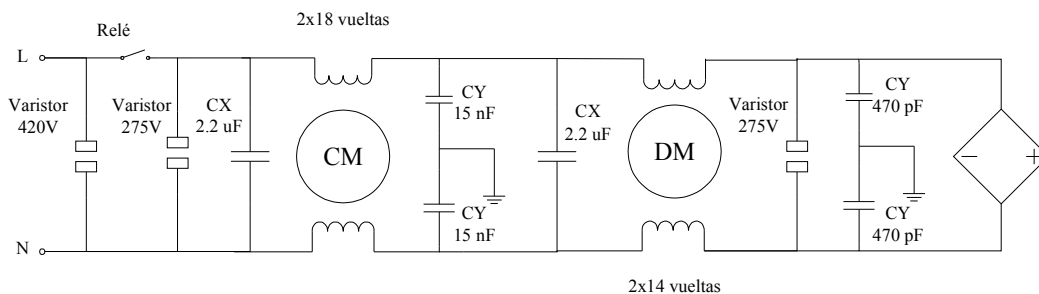 2x18 vueltas
Relé
L
Varistor
420V
Varistor
275V
CX
2.2 uF
CM
CY
15 nF
CY
15 nF
CX
2.2 uF
DM
Varistor
275V
CY
470 pF
CY
470 pF
N
2x14 vueltas